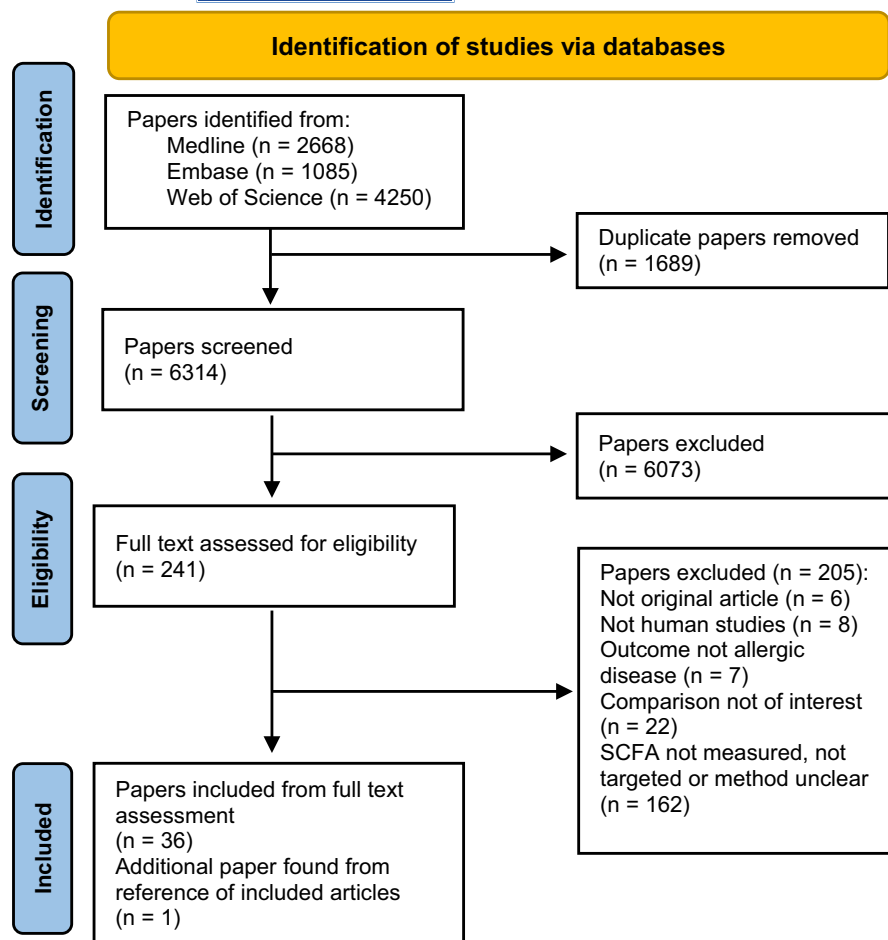 Identification of studies via databases
Identification
Papers identified from:
Medline (n = 2668)
Embase (n = 1085)
Web of Science (n = 4250)
Duplicate papers removed
(n = 1689)
Screening
Papers screened
(n = 6314)
Papers excluded
(n = 6073)
Eligibility
Full text assessed for eligibility
(n = 241)
Papers excluded (n = 205):
Not original article (n = 6)
Not human studies (n = 8)
Outcome not allergic
disease (n = 7)
Comparison not of interest
(n = 22)
SCFA not measured, not
targeted or method unclear
(n = 162)
Included
Papers included from full text
assessment
(n = 36)
Additional paper found from
reference of included articles
(n = 1)